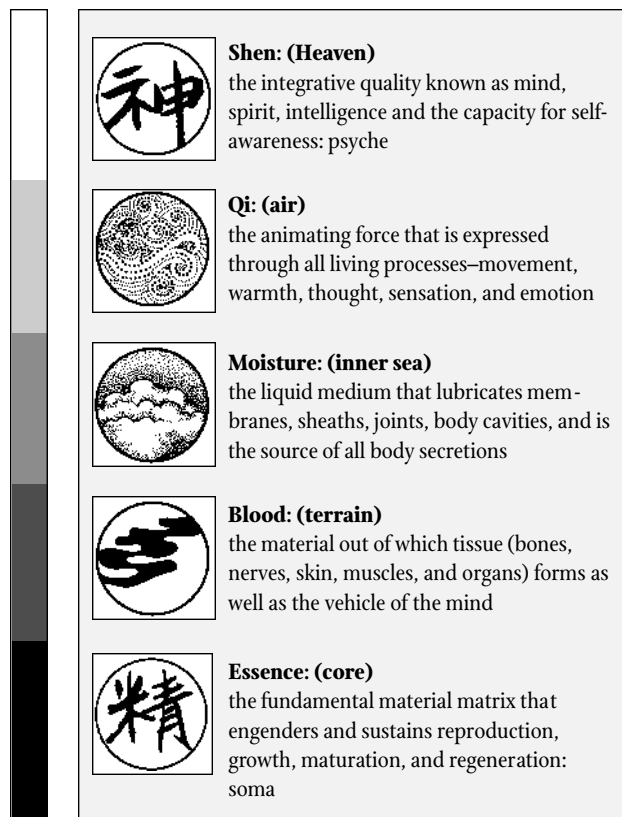 神
Shen: (Heaven)
the integrative quality known as mind,
spirit, intelligence and the capacity for self-
awareness: psyche
Qi: (air)
the animating force that is expressed
through all living processes–movement,
warmth, thought, sensation, and emotion
Moisture: (inner sea)
the liquid medium that lubricates mem-
branes, sheaths, joints, body cavities, and is
the source of all body secretions
Blood: (terrain)
the material out of which tissue (bones,
nerves, skin, muscles, and organs) forms as
well as the vehicle of the mind
精
Essence: (core)
the fundamental material matrix that
engenders and sustains reproduction,
growth, maturation, and regeneration:
soma